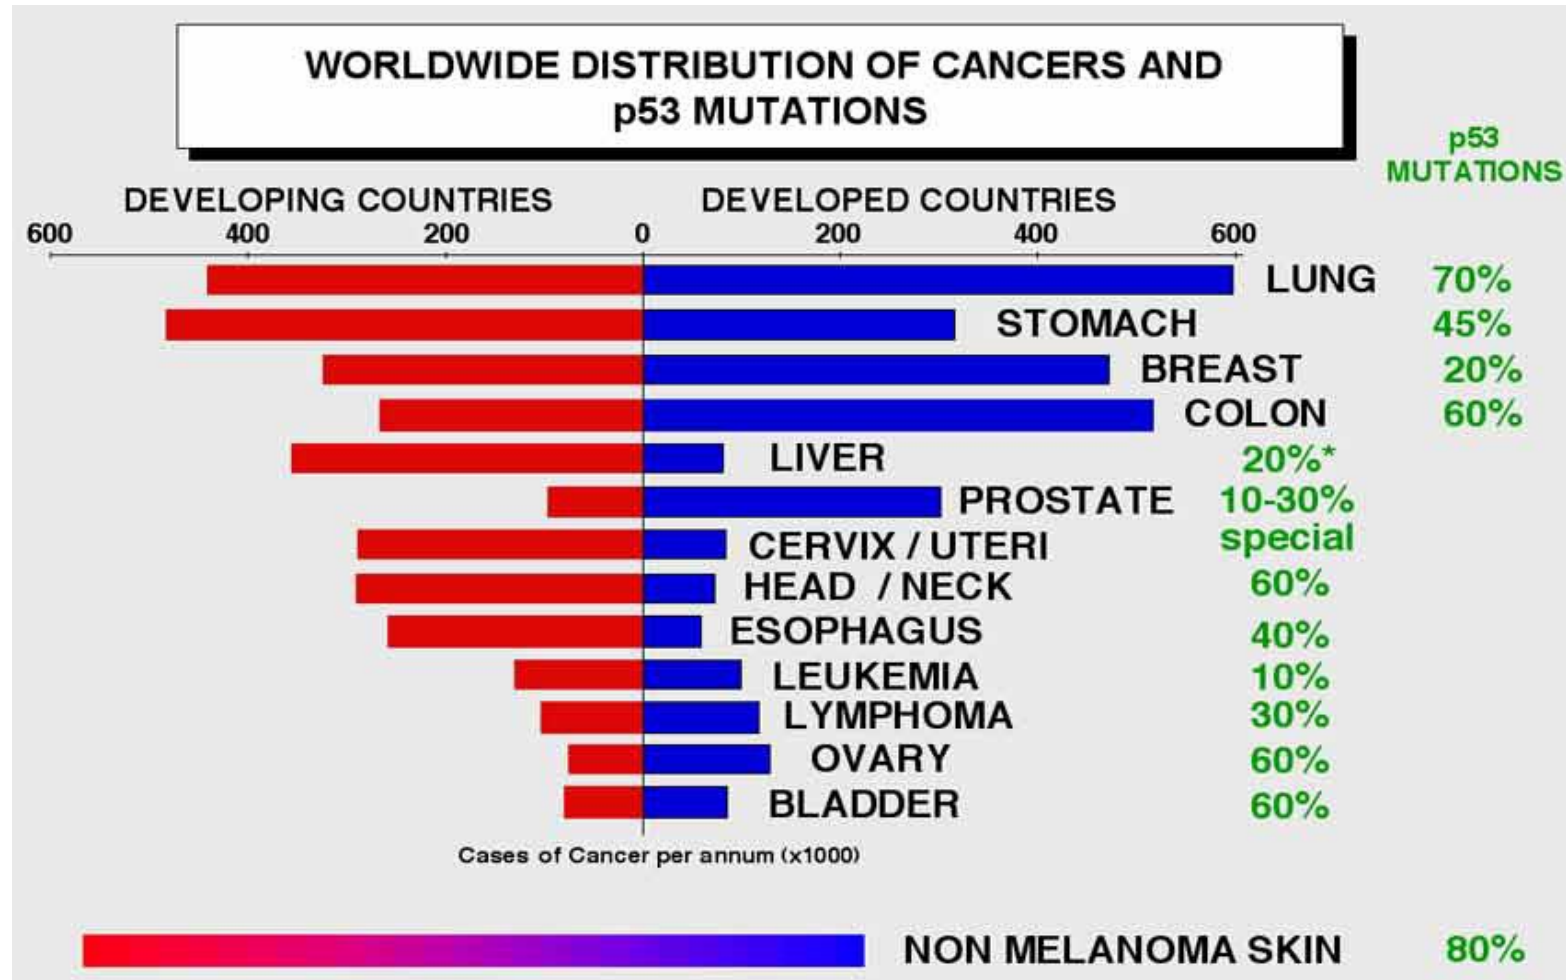 WORLDWIDE DISTRIBUTION OF CANCERS AND
p53 MUTATIONS
p53
MUTATIONS
DEVELOPING COUNTRIES DEVELOPED COUNTRIES
600 400 200 0 200 400 600
LUNG 70%
STOMACH 45%
BREAST 20%
COLON 60%
LIVER 20%*
PROSTATE 10-30%
CERVIX / UTERI special
HEAD / NECK 60%
ESOPHAGUS 40%
LEUKEMIA 10%
LYMPHOMA 30%
OVARY 60%
BLADDER 60%
Cases of Cancer per annum (x1000)
NON MELANOMA SKIN 80%